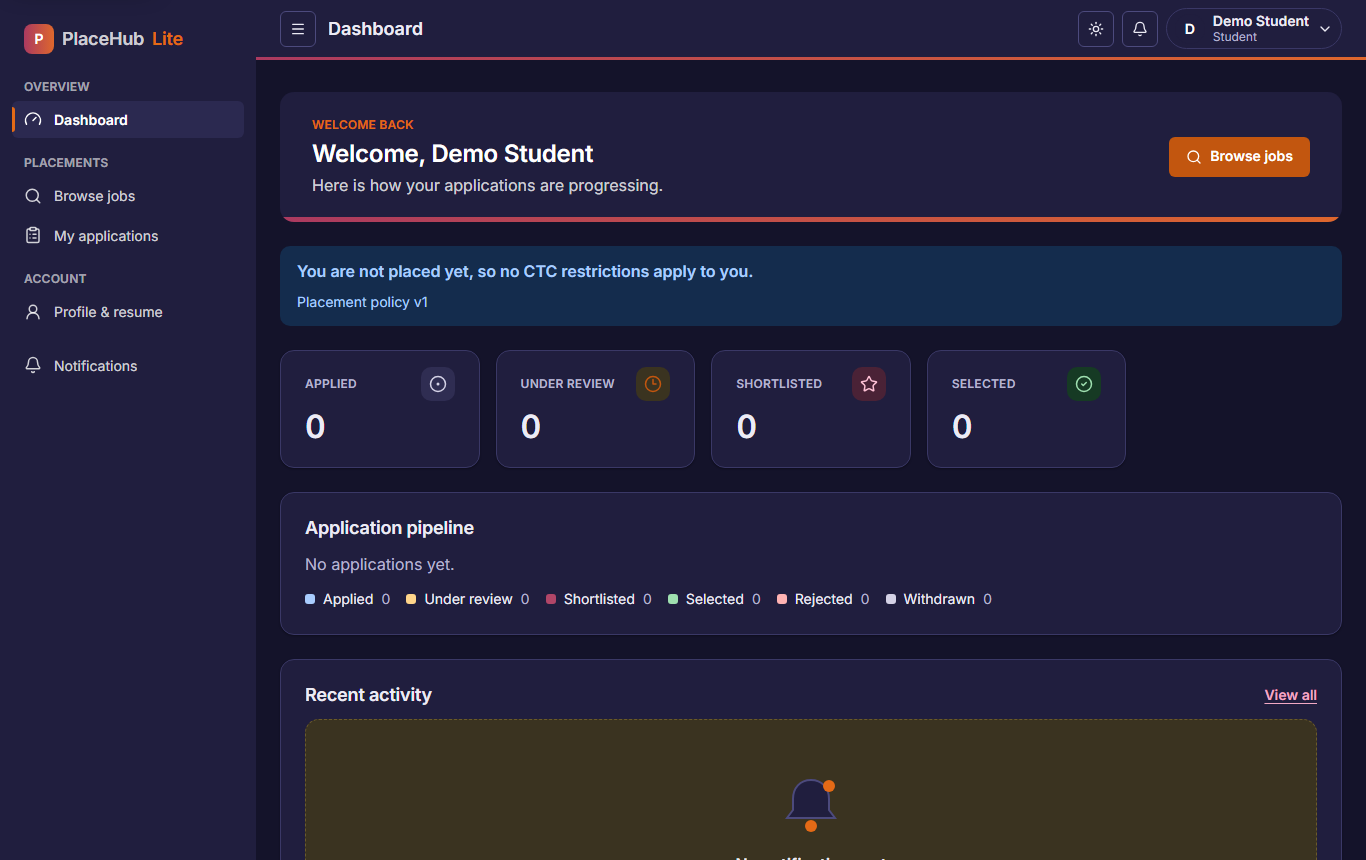 P PlaceHub Lite
OVERVIEW
Dashboard
PLACEMENTS
Browse jobs
My applications
ACCOUNT
Profile & resume
Notifications
Dashboard
D
Demo Student
Student
WELCOME BACK
Welcome, Demo Student
Here is how your applications are progressing.
Browse jobs
You are not placed yet, so no CTC restrictions apply to you.
Placement policy v1
APPLIED
0
UNDER REVIEW
0
SHORTLISTED
0
SELECTED
0
Application pipeline
No applications yet.
Applied 0 Under review 0 Shortlisted 0 Selected 0 Rejected 0 Withdrawn 0
Recent activity
View all